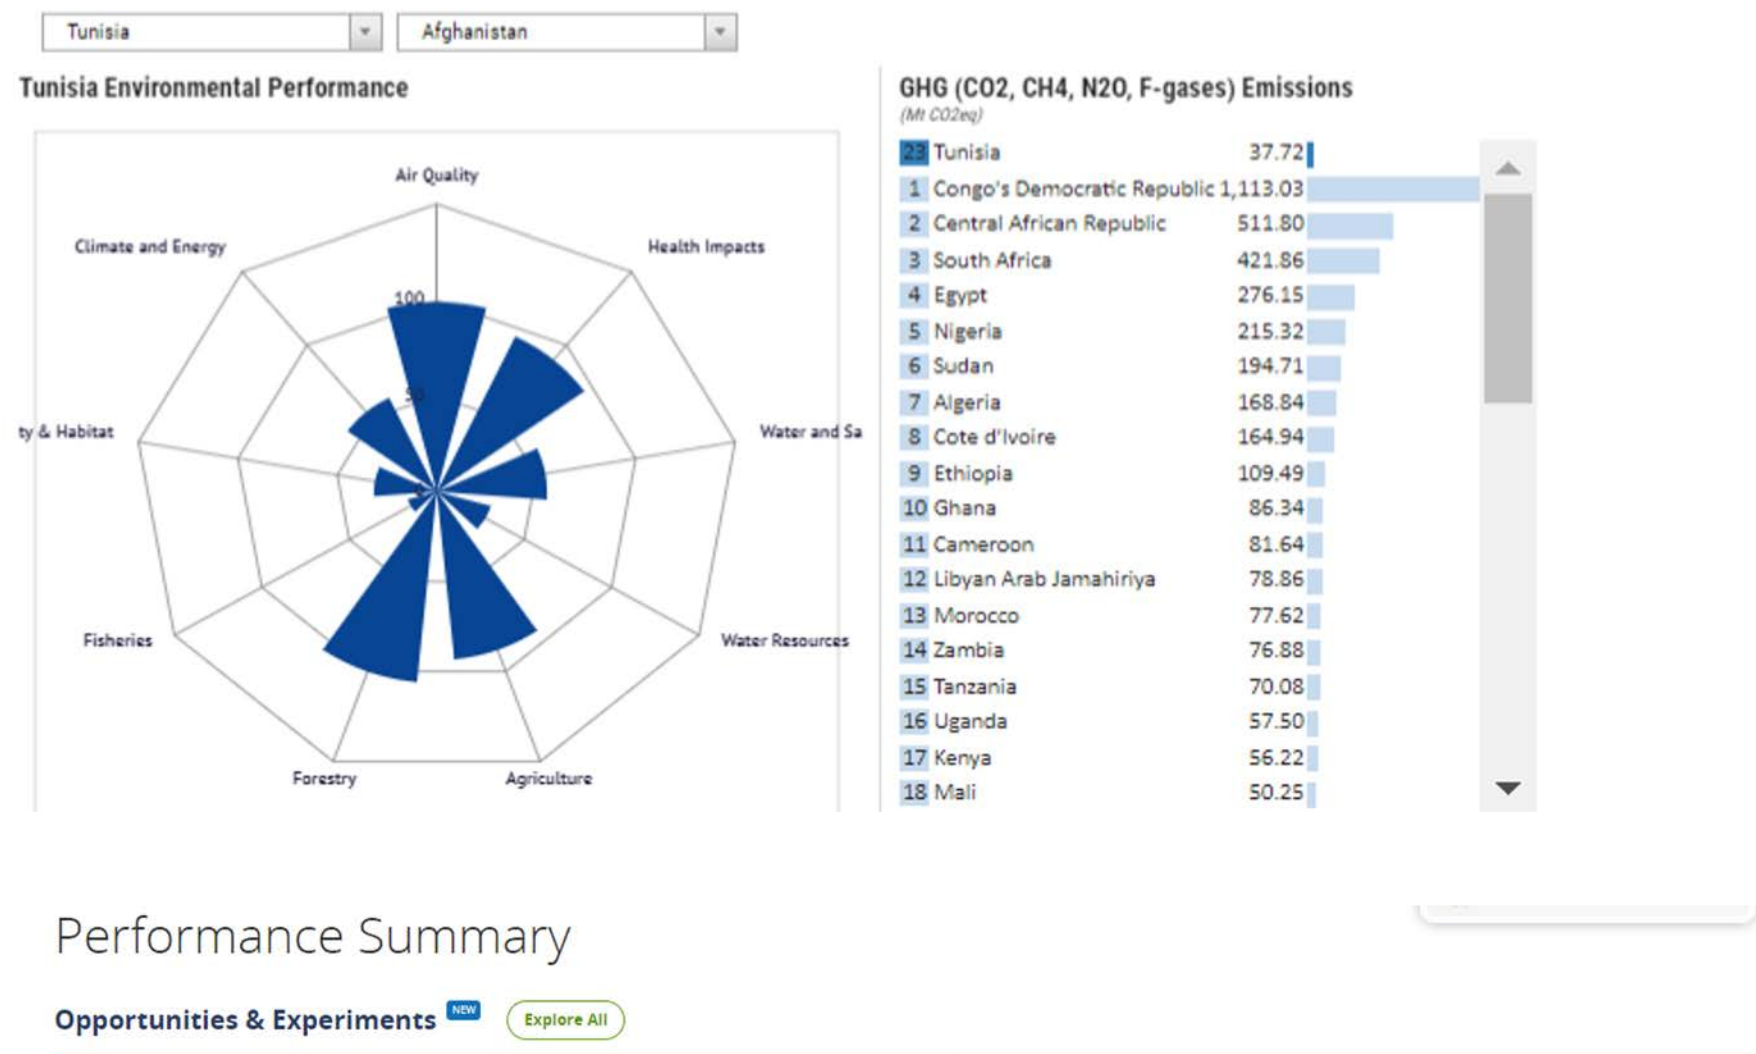 Tunisia
Afghanistan
Tunisia Environmental Performance
Air Quality
Climate and Energy
Health Impacts
100
50
ty & Habitat
Water and Sa
Fisheries
Water Resources
Forestry
Agriculture
GHG (CO2, CH4, N2O, F-gases) Emissions
(Mt CO2eq)
23 Tunisia 37.72
1 Congo's Democratic Republic 1,113.03
2 Central African Republic 511.80
3 South Africa 421.86
4 Egypt 276.15
5 Nigeria 215.32
6 Sudan 194.71
7 Algeria 168.84
8 Cote d'Ivoire 164.94
9 Ethiopia 109.49
10 Ghana 86.34
11 Cameroon 81.64
12 Libyan Arab Jamahiriya 78.86
13 Morocco 77.62
14 Zambia 76.88
15 Tanzania 70.08
16 Uganda 57.50
17 Kenya 56.22
18 Mali 50.25
Performance Summary
Opportunities & Experiments NEW Explore All